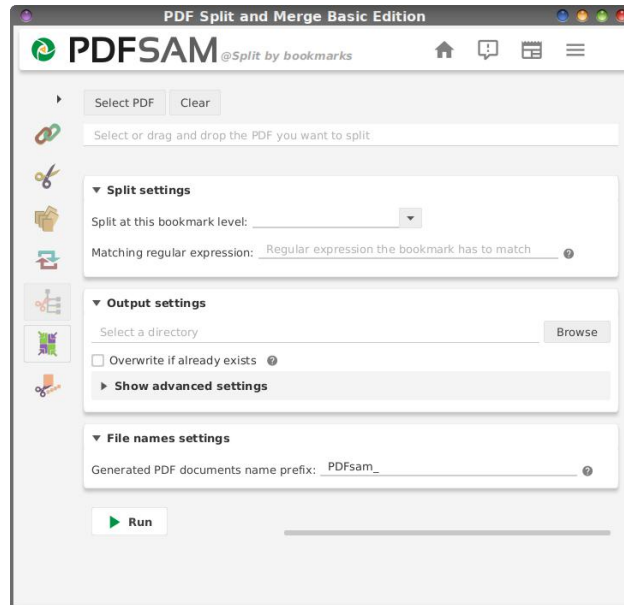 PDF Split and Merge Basic Edition
PDFSAM @Split by bookmarks
Select PDF Clear
Select or drag and drop the PDF you want to split
Split settings
Split at this bookmark level:
Matching regular expression: Regular expression the bookmark has to match
Output settings
Select a directory Browse
Overwrite if already exists
Show advanced settings
File names settings
Generated PDF documents name prefix: PDFsam_
Run